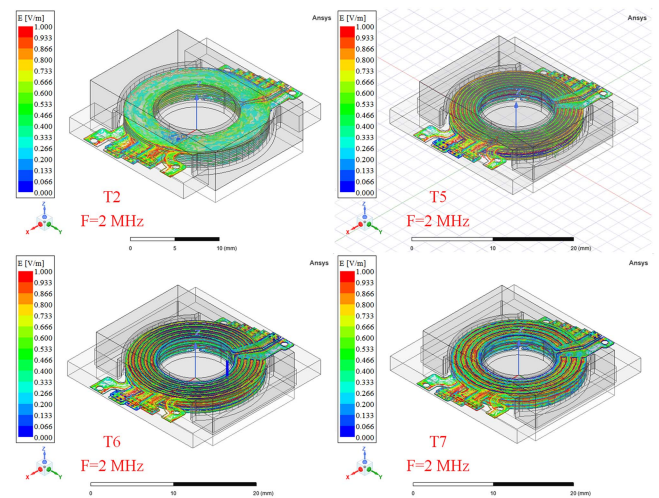 E [V/m]
1.000
0.933
0.866
0.800
0.733
0.666
0.600
0.533
0.466
0.400
0.333
0.266
0.200
0.133
0.066
0.000
Ansys
T2
F=2 MHz
Z
X
Y
0 5 10 (mm)
E [V/m]
1.000
0.933
0.866
0.800
0.733
0.666
0.600
0.533
0.466
0.400
0.333
0.266
0.200
0.133
0.066
0.000
Ansys
T5
F=2 MHz
Z
X
Y
0 10 20 (mm)
E [V/m]
1.000
0.933
0.866
0.800
0.733
0.666
0.600
0.533
0.466
0.400
0.333
0.266
0.200
0.133
0.066
0.000
Ansys
T6
F=2 MHz
Z
X
Y
0 10 20 (mm)
E [V/m]
1.000
0.933
0.866
0.800
0.733
0.666
0.600
0.533
0.466
0.400
0.333
0.266
0.200
0.133
0.066
0.000
Ansys
T7
F=2 MHz
Z
X
Y
0 10 20 (mm)